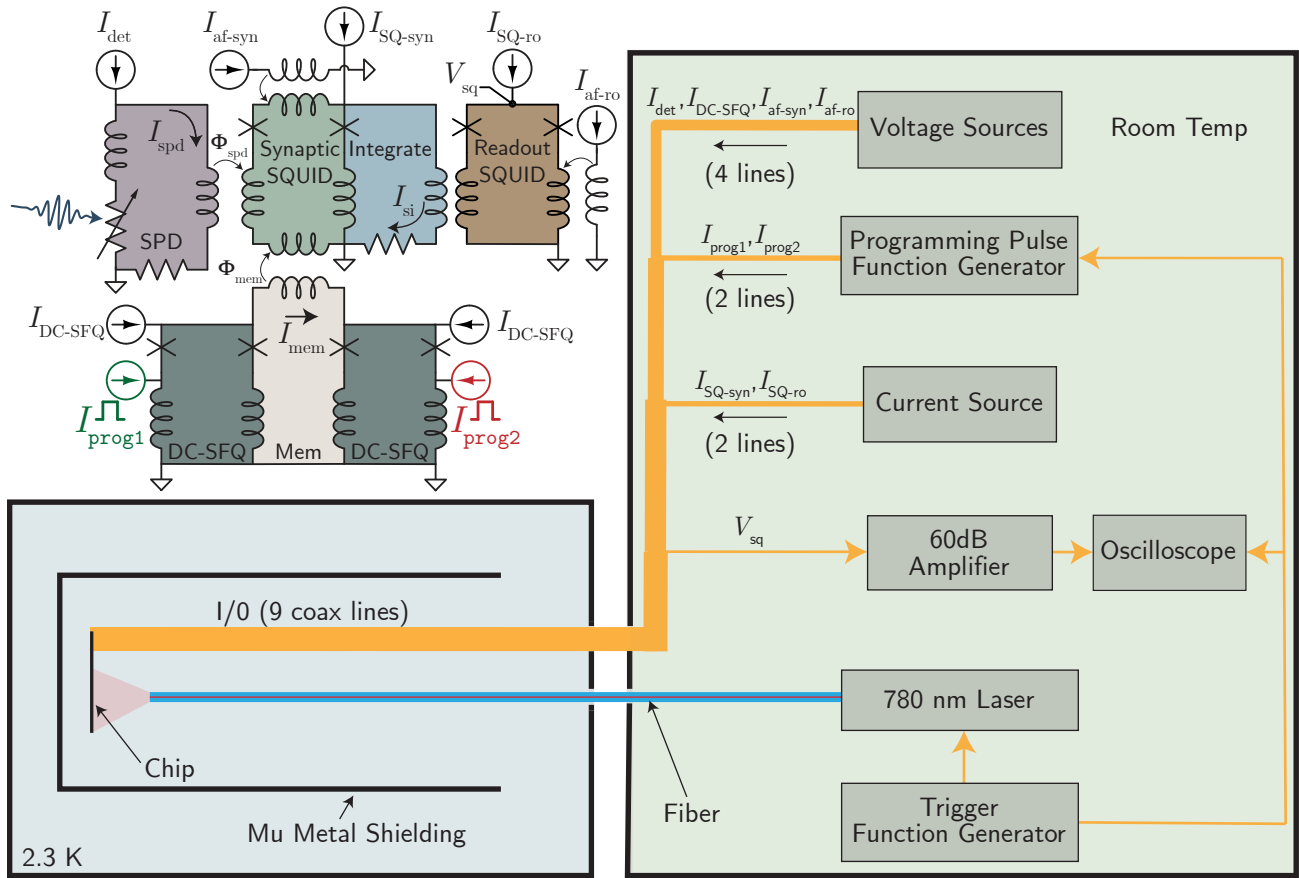 I_det
I_af-syn
I_SQ-syn
I_SQ-ro
V_sq
I_af-ro
I_spd
Φ_spd
Synaptic
SQUID
Integrate
Readout
SQUID
I_si
SPD
Φ_mem
I_DC-SFQ
I_mem
I_DC-SFQ
I_prog1
I_prog2
DC-SFQ
Mem
DC-SFQ
I_det, I_DC-SFQ, I_af-syn, I_af-ro
(4 lines)
Voltage Sources
Room Temp
I_prog1, I_prog2
(2 lines)
Programming Pulse
Function Generator
I_SQ-syn, I_SQ-ro
(2 lines)
Current Source
V_sq
60dB
Amplifier
Oscilloscope
I/0 (9 coax lines)
780 nm Laser
Chip
Fiber
Mu Metal Shielding
Trigger
Function Generator
2.3 K